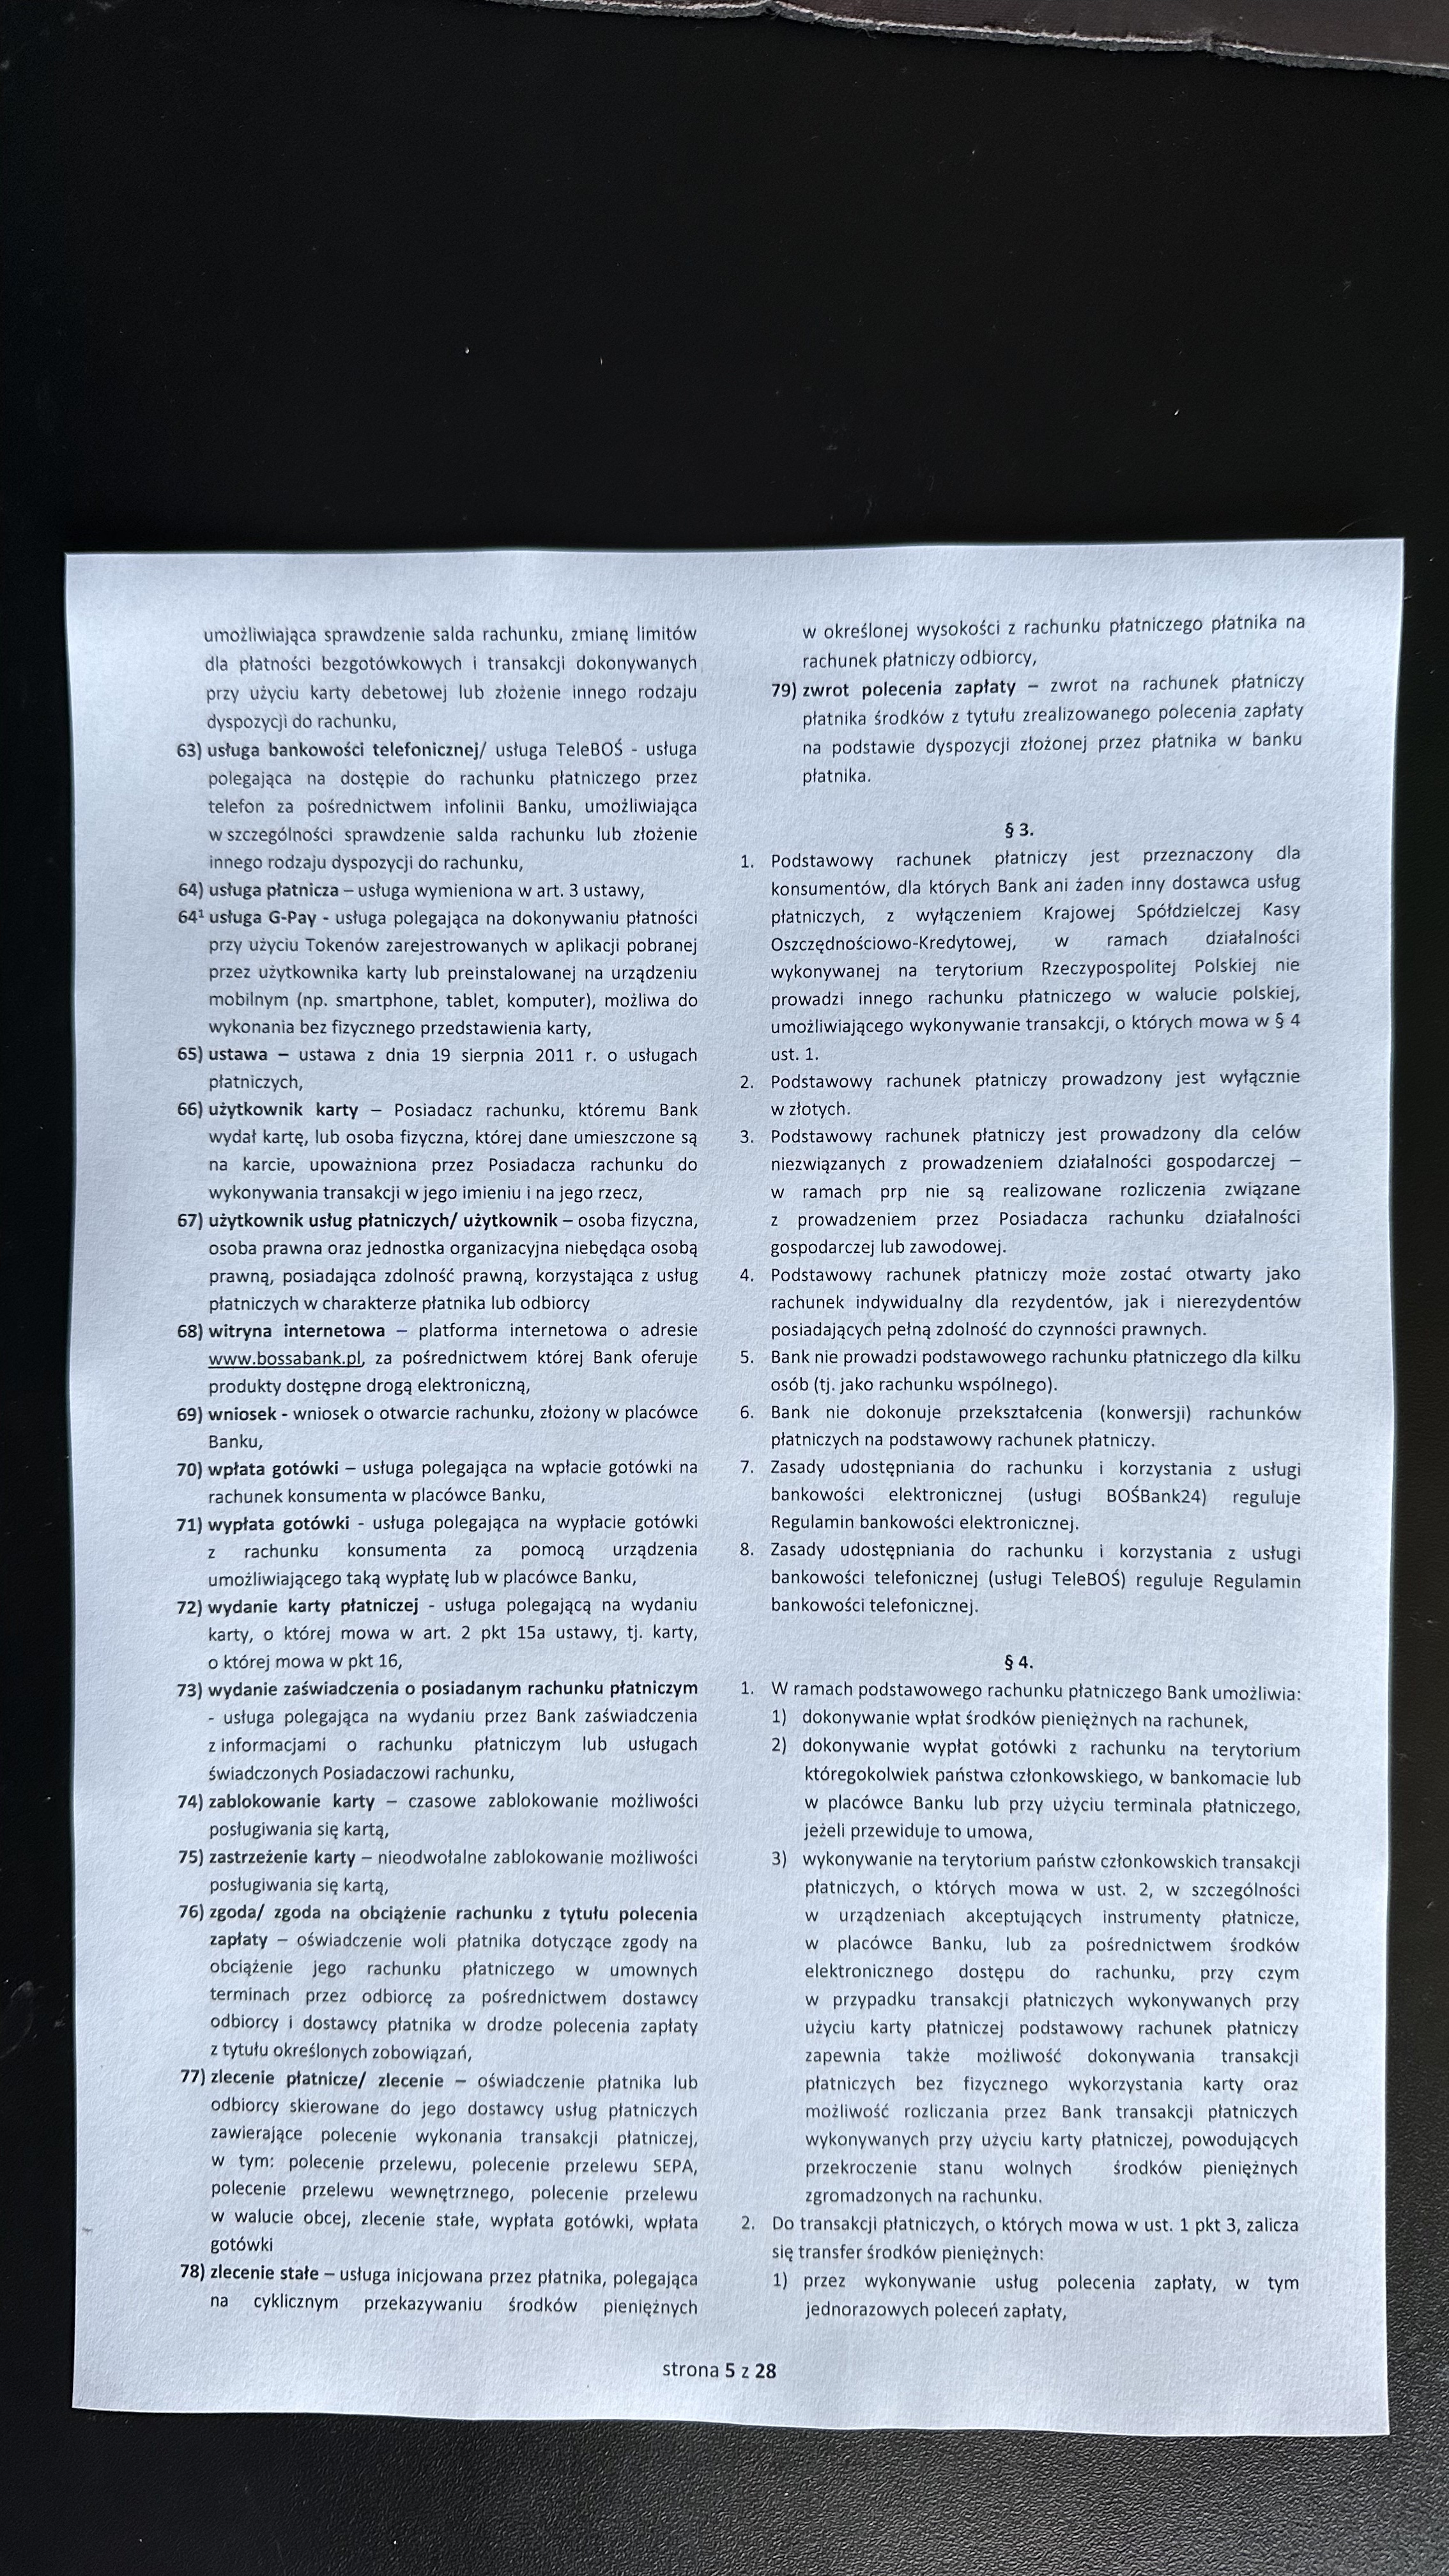 umożliwiająca sprawdzenie salda rachunku, zmianę limitów
dla płatności bezgotówkowych i transakcji dokonywanych
przy użyciu karty debetowej lub złożenie innego rodzaju
dyspozycji do rachunku,
63) usługa bankowości telefonicznej/ usługa TeleBOŚ - usługa
polegająca na dostępie do rachunku płatniczego przez
telefon za pośrednictwem infolinii Banku, umożliwiająca
w szczególności sprawdzenie salda rachunku lub złożenie
innego rodzaju dyspozycji do rachunku,
64) usługa płatnicza – usługa wymieniona w art. 3 ustawy,
64¹ usługa G-Pay - usługa polegająca na dokonywaniu płatności
przy użyciu Tokenów zarejestrowanych w aplikacji pobranej
przez użytkownika karty lub preinstalowanej na urządzeniu
mobilnym (np. smartphone, tablet, komputer), możliwa do
wykonania bez fizycznego przedstawienia karty,
65) ustawa – ustawa z dnia 19 sierpnia 2011 r. o usługach
płatniczych,
66) użytkownik karty – Posiadacz rachunku, któremu Bank
wydał kartę, lub osoba fizyczna, której dane umieszczone są
na karcie, upoważniona przez Posiadacza rachunku do
wykonywania transakcji w jego imieniu i na jego rzecz,
67) użytkownik usług płatniczych/ użytkownik – osoba fizyczna,
osoba prawna oraz jednostka organizacyjna niebędąca osobą
prawną, posiadająca zdolność prawną, korzystająca z usług
płatniczych w charakterze płatnika lub odbiorcy
68) witryna internetowa – platforma internetowa o adresie
www.bossabank.pl, za pośrednictwem której Bank oferuje
produkty dostępne drogą elektroniczną,
69) wniosek - wniosek o otwarcie rachunku, złożony w placówce
Banku,
70) wpłata gotówki – usługa polegająca na wpłacie gotówki na
rachunek konsumenta w placówce Banku,
71) wypłata gotówki - usługa polegająca na wypłacie gotówki
z rachunku konsumenta za pomocą urządzenia
umożliwiającego taką wypłatę lub w placówce Banku,
72) wydanie karty płatniczej - usługa polegającą na wydaniu
karty, o której mowa w art. 2 pkt 15a ustawy, tj. karty,
o której mowa w pkt 16,
73) wydanie zaświadczenia o posiadanym rachunku płatniczym
- usługa polegająca na wydaniu przez Bank zaświadczenia
z informacjami o rachunku płatniczym lub usługach
świadczonych Posiadaczowi rachunku,
74) zablokowanie karty – czasowe zablokowanie możliwości
posługiwania się kartą,
75) zastrzeżenie karty – nieodwołalne zablokowanie możliwości
posługiwania się kartą,
76) zgoda/ zgoda na obciążenie rachunku z tytułu polecenia
zapłaty – oświadczenie woli płatnika dotyczące zgody na
obciążenie jego rachunku płatniczego w umownych
terminach przez odbiorcę za pośrednictwem dostawcy
odbiorcy i dostawcy płatnika w drodze polecenia zapłaty
z tytułu określonych zobowiązań,
77) zlecenie płatnicze/ zlecenie – oświadczenie płatnika lub
odbiorcy skierowane do jego dostawcy usług płatniczych
zawierające polecenie wykonania transakcji płatniczej,
w tym: polecenie przelewu, polecenie przelewu SEPA,
polecenie przelewu wewnętrznego, polecenie przelewu
w walucie obcej, zlecenie stałe, wypłata gotówki, wpłata
gotówki
78) zlecenie stałe – usługa inicjowana przez płatnika, polegająca
na cyklicznym przekazywaniu środków pieniężnych
w określonej wysokości z rachunku płatniczego płatnika na
rachunek płatniczy odbiorcy,
79) zwrot polecenia zapłaty – zwrot na rachunek płatniczy
płatnika środków z tytułu zrealizowanego polecenia zapłaty
na podstawie dyspozycji złożonej przez płatnika w banku
płatnika.
§ 3.
1. Podstawowy rachunek płatniczy jest przeznaczony dla
konsumentów, dla których Bank ani żaden inny dostawca usług
płatniczych, z wyłączeniem Krajowej Spółdzielczej Kasy
Oszczędnościowo-Kredytowej, w ramach działalności
wykonywanej na terytorium Rzeczypospolitej Polskiej nie
prowadzi innego rachunku płatniczego w walucie polskiej,
umożliwiającego wykonywanie transakcji, o których mowa w § 4
ust. 1.
2. Podstawowy rachunek płatniczy prowadzony jest wyłącznie
w złotych.
3. Podstawowy rachunek płatniczy jest prowadzony dla celów
niezwiązanych z prowadzeniem działalności gospodarczej –
w ramach prp nie są realizowane rozliczenia związane
z prowadzeniem przez Posiadacza rachunku działalności
gospodarczej lub zawodowej.
4. Podstawowy rachunek płatniczy może zostać otwarty jako
rachunek indywidualny dla rezydentów, jak i nierezydentów
posiadających pełną zdolność do czynności prawnych.
5. Bank nie prowadzi podstawowego rachunku płatniczego dla kilku
osób (tj. jako rachunku wspólnego).
6. Bank nie dokonuje przekształcenia (konwersji) rachunków
płatniczych na podstawowy rachunek płatniczy.
7. Zasady udostępniania do rachunku i korzystania z usługi
bankowości elektronicznej (usługi BOŚBank24) reguluje
Regulamin bankowości elektronicznej.
8. Zasady udostępniania do rachunku i korzystania z usługi
bankowości telefonicznej (usługi TeleBOŚ) reguluje Regulamin
bankowości telefonicznej.
§ 4.
1. W ramach podstawowego rachunku płatniczego Bank umożliwia:
1) dokonywanie wpłat środków pieniężnych na rachunek,
2) dokonywanie wypłat gotówki z rachunku na terytorium
któregokolwiek państwa członkowskiego, w bankomacie lub
w placówce Banku lub przy użyciu terminala płatniczego,
jeżeli przewiduje to umowa,
3) wykonywanie na terytorium państw członkowskich transakcji
płatniczych, o których mowa w ust. 2, w szczególności
w urządzeniach akceptujących instrumenty płatnicze,
w placówce Banku, lub za pośrednictwem środków
elektronicznego dostępu do rachunku, przy czym
w przypadku transakcji płatniczych wykonywanych przy
użyciu karty płatniczej podstawowy rachunek płatniczy
zapewnia także możliwość dokonywania transakcji
płatniczych bez fizycznego wykorzystania karty oraz
możliwość rozliczania przez Bank transakcji płatniczych
wykonywanych przy użyciu karty płatniczej, powodujących
przekroczenie stanu wolnych środków pieniężnych
zgromadzonych na rachunku.
2. Do transakcji płatniczych, o których mowa w ust. 1 pkt 3, zalicza
się transfer środków pieniężnych:
1) przez wykonywanie usług polecenia zapłaty, w tym
jednorazowych poleceń zapłaty,
strona 5 z 28